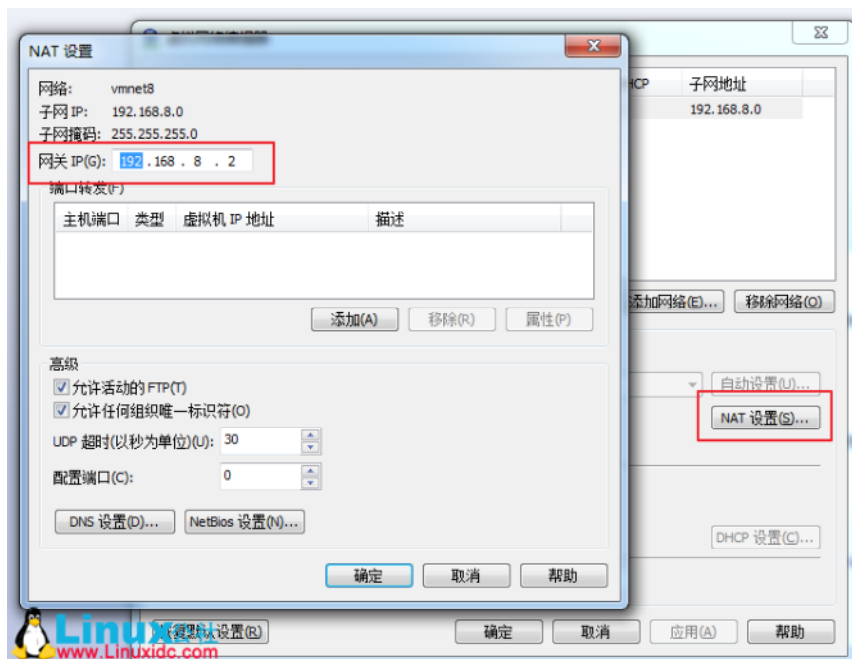 NAT 设置
网络: vmnet8
子网 IP: 192.168.8.0
子网掩码: 255.255.255.0
网关 IP(G): 192 . 168 . 8 . 2
端口转发(F)
主机端口 类型 虚拟机 IP 地址 描述
添加(A) 移除(R) 属性(P)
高级
允许活动的 FTP(T)
允许任何组织唯一标识符(O)
UDP 超时(以秒为单位)(U): 30
配置端口(C): 0
DNS 设置(D)... NetBios 设置(N)...
确定 取消 帮助
HCP 子网地址
192.168.8.0
添加网络(E)... 移除网络(O)
自动设置(U)...
NAT 设置(S)...
DHCP 设置(C)...
默认设置(R) 确定 取消 应用(A) 帮助
Linux
www.Linuxidc.com